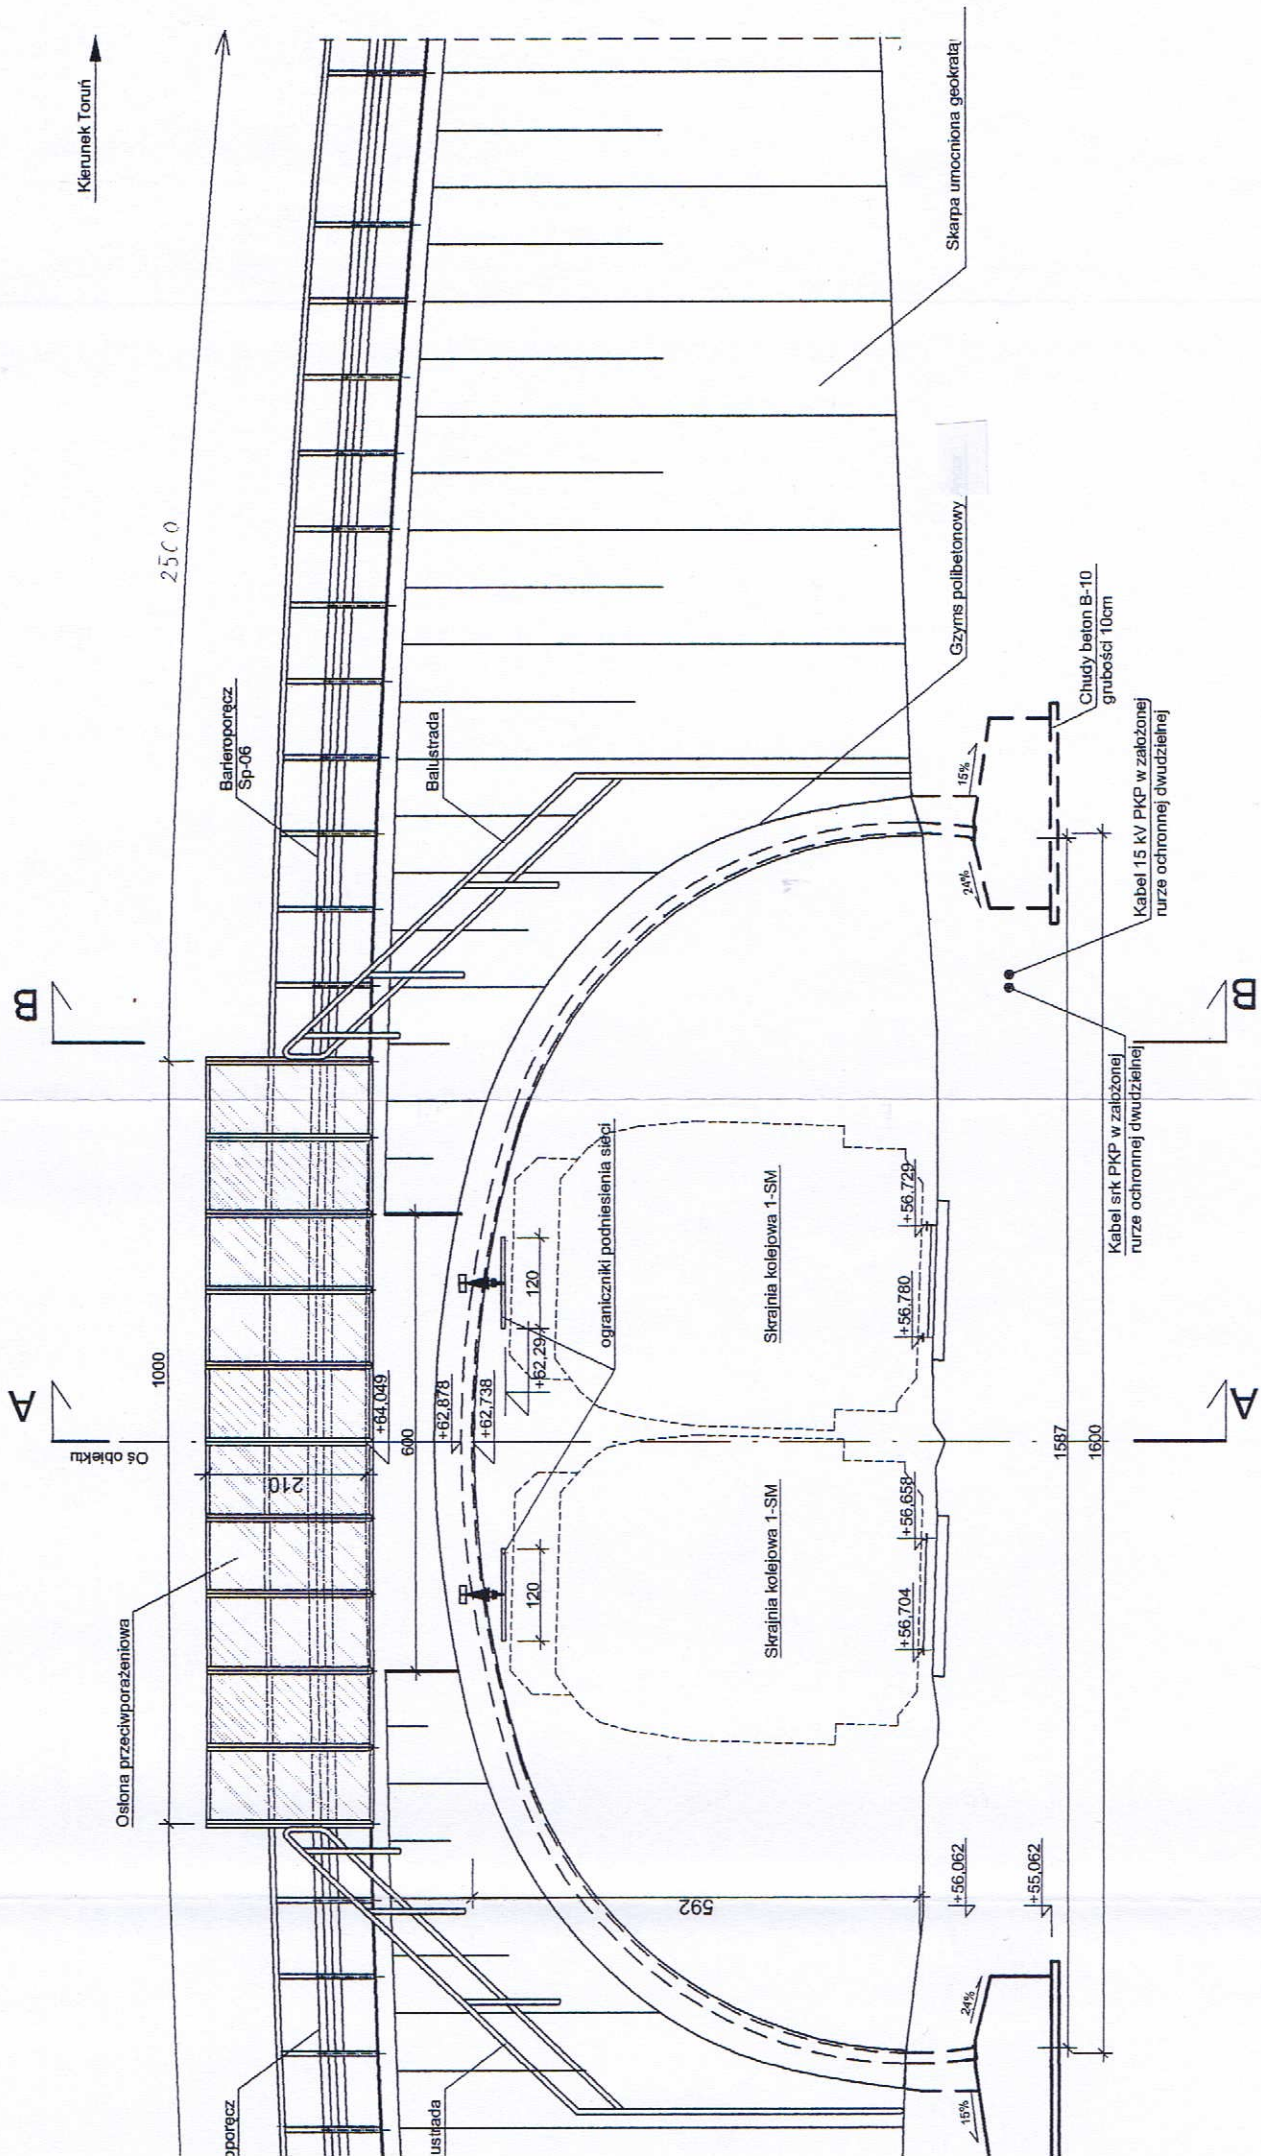 Kierunek Toruń
2500
Barieroporęcz
Sp-06
Balustrada
Skarpa umocniona geokratą
Gzyms polibetonowy
Chudy beton B-10
grubości 10cm
15%
24%
Kabel 15 kV PKP w założonej
rurze ochronnej dwudzielnej
Kabel srk PKP w założonej
rurze ochronnej dwudzielnej
B
B
A
A
1000
Oś obiektu
210
Osłona przeciwporażeniowa
+64,049
600
+62,878
+62,738
+62,29
120
120
ograniczniki podniesienia sieci
Skrajnia kolejowa 1-SM
Skrajnia kolejowa 1-SM
+56,729
+56,780
+56,658
+56,704
1587
1600
592
+56,062
+55,062
24%
15%
oporęcz
ustrada